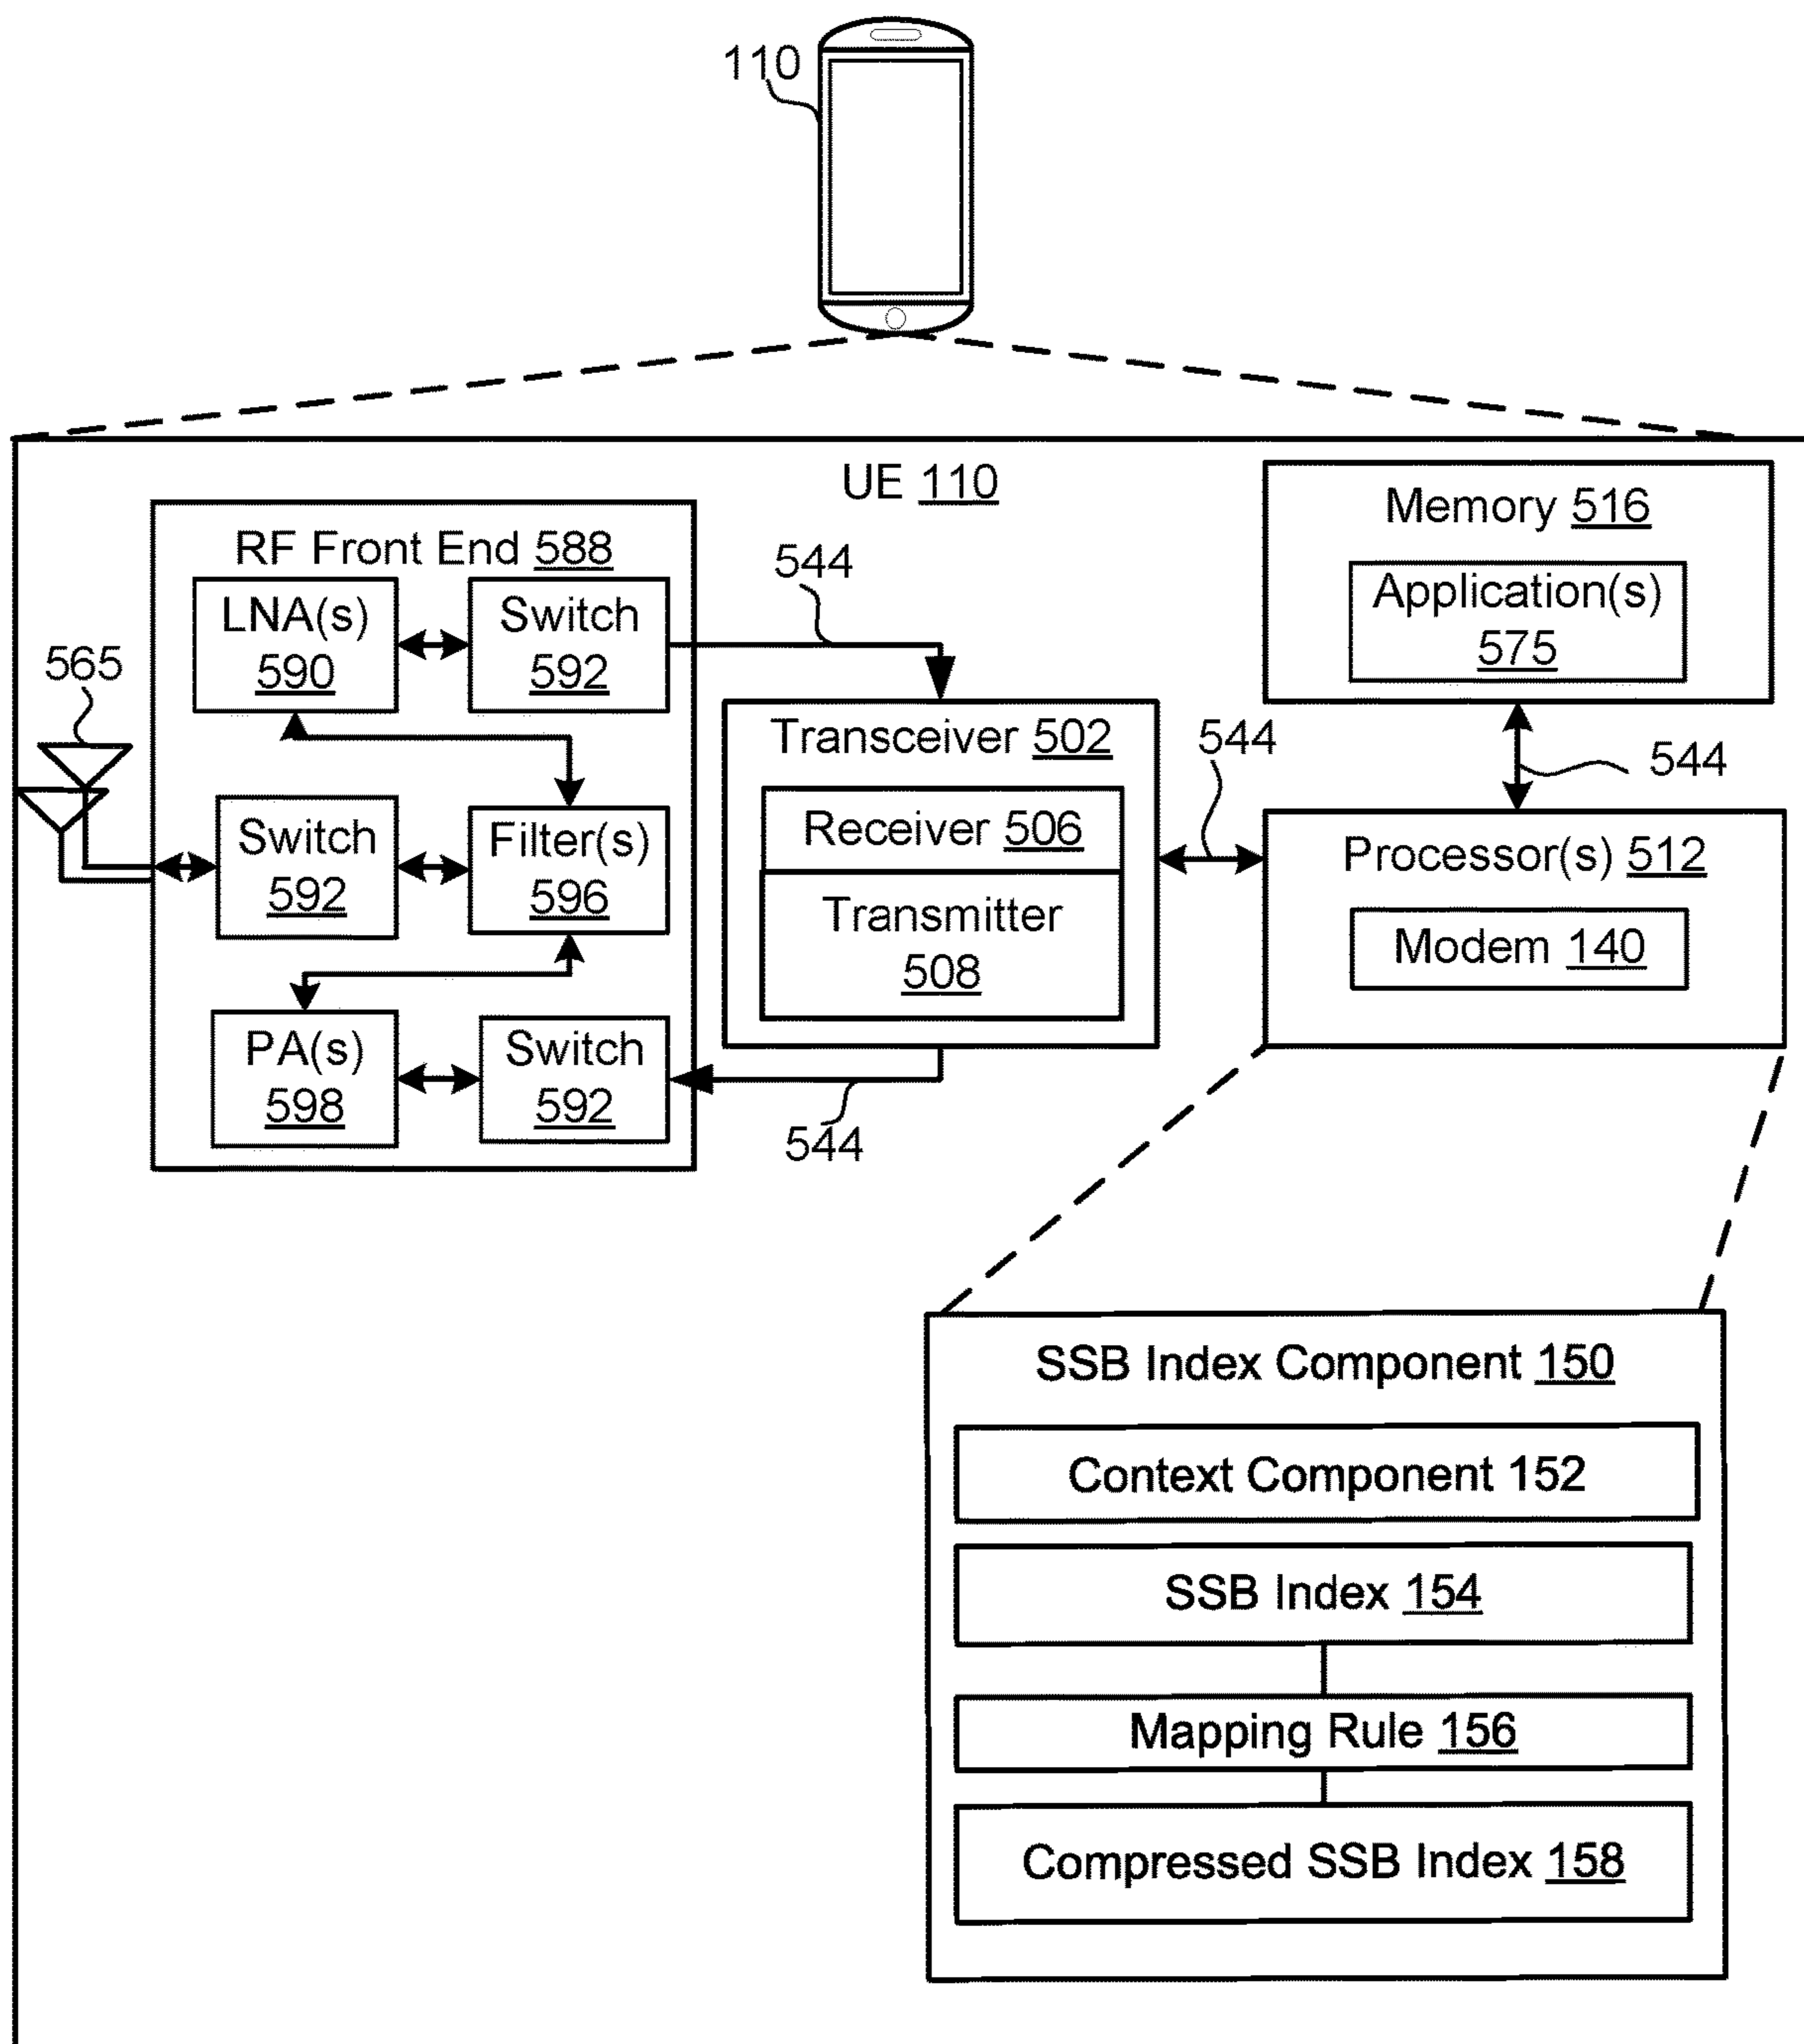 110
UE 110
RF Front End 588
LNA(s)
590
Switch
592
544
565
Switch
592
Filter(s)
596
PA(s)
598
Switch
592
544
Transceiver 502
Receiver 506
Transmitter
508
544
Memory 516
Application(s)
575
544
Processor(s) 512
Modem 140
SSB Index Component 150
Context Component 152
SSB Index 154
Mapping Rule 156
Compressed SSB Index 158